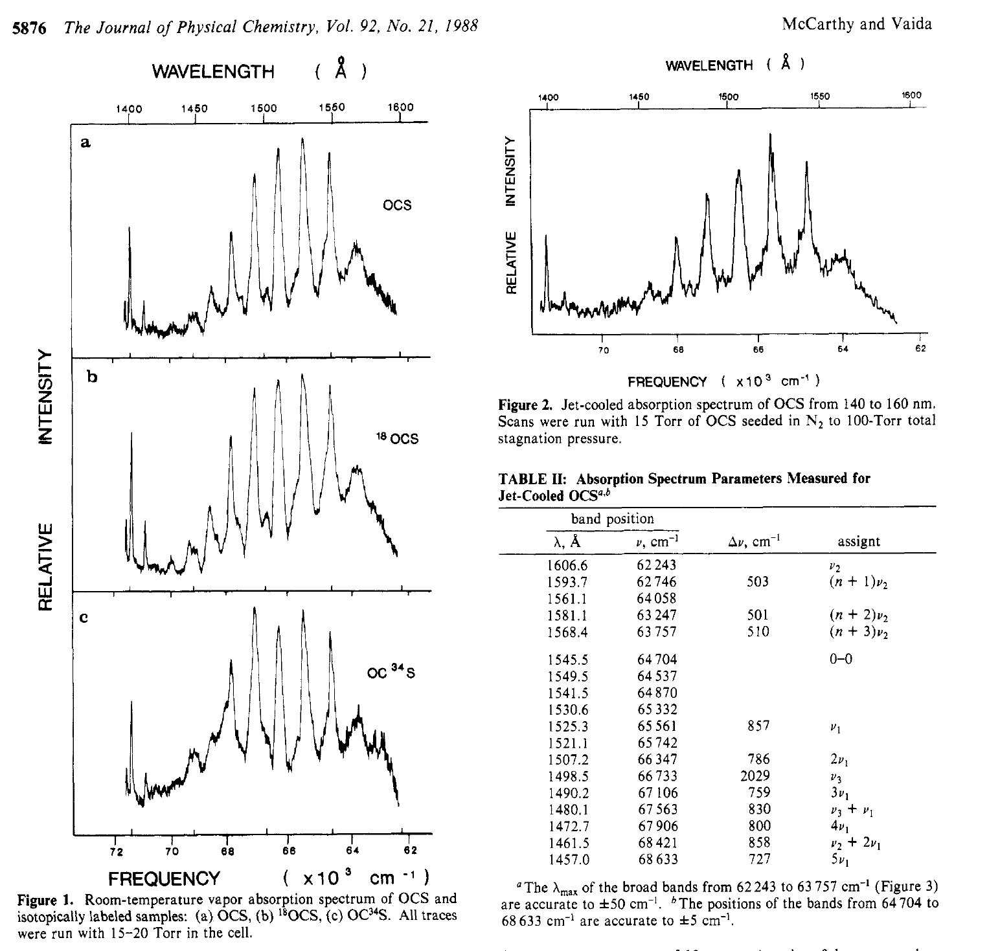 5876 The Journal of Physical Chemistry, Vol. 92, No. 21, 1988
McCarthy and Vaida
WAVELENGTH ( Å )
1400 1450 1500 1550 1600
a
OCS
b
18 OCS
c
OC 34 S
RELATIVE INTENSITY
72 70 68 66 64 62
FREQUENCY ( x10 3 cm -1 )
Figure 1. Room-temperature vapor absorption spectrum of OCS and
isotopically labeled samples: (a) OCS, (b) 18OCS, (c) OC34S. All traces
were run with 15-20 Torr in the cell.
WAVELENGTH ( Å )
1400 1450 1500 1550 1600
RELATIVE INTENSITY
70 68 66 64 62
FREQUENCY ( x10 3 cm-1 )
Figure 2. Jet-cooled absorption spectrum of OCS from 140 to 160 nm.
Scans were run with 15 Torr of OCS seeded in N2 to 100-Torr total
stagnation pressure.
TABLE II: Absorption Spectrum Parameters Measured for
Jet-Cooled OCSa,b
band position
λ, Å ν, cm-1 Δν, cm-1 assignt
1606.6 62 243 ν2
1593.7 62 746 503 (n + 1)ν2
1561.1 64 058
1581.1 63 247 501 (n + 2)ν2
1568.4 63 757 510 (n + 3)ν2
1545.5 64 704 0-0
1549.5 64 537
1541.5 64 870
1530.6 65 332
1525.3 65 561 857 ν1
1521.1 65 742
1507.2 66 347 786 2ν1
1498.5 66 733 2029 ν3
1490.2 67 106 759 3ν1
1480.1 67 563 830 ν3 + ν1
1472.7 67 906 800 4ν1
1461.5 68 421 858 ν2 + 2ν1
1457.0 68 633 727 5ν1
a The λmax of the broad bands from 62 243 to 63 757 cm-1 (Figure 3)
are accurate to ±50 cm-1. b The positions of the bands from 64 704 to
68 633 cm-1 are accurate to ±5 cm-1.